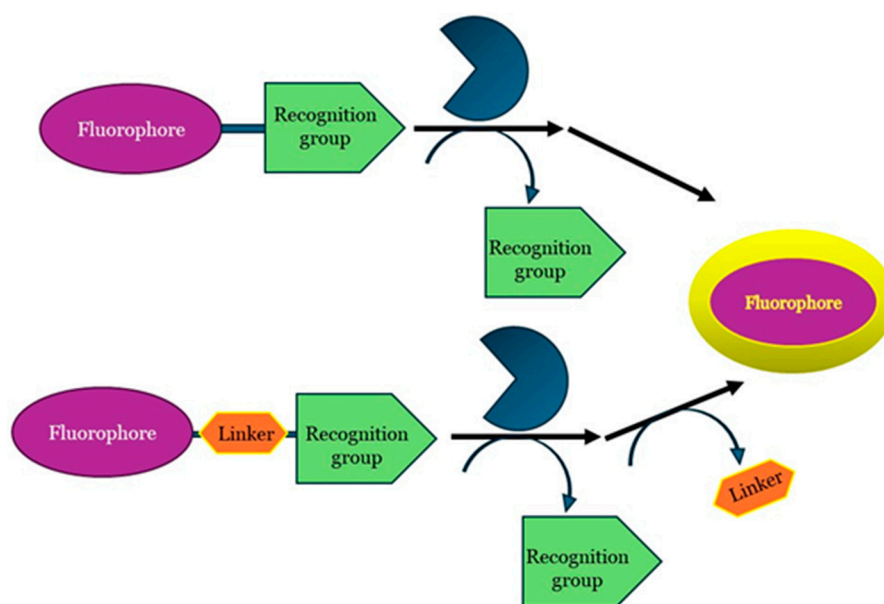 Fluorophore
Recognition
group
Recognition
group
Fluorophore
Fluorophore
Linker
Recognition
group
Linker
Recognition
group